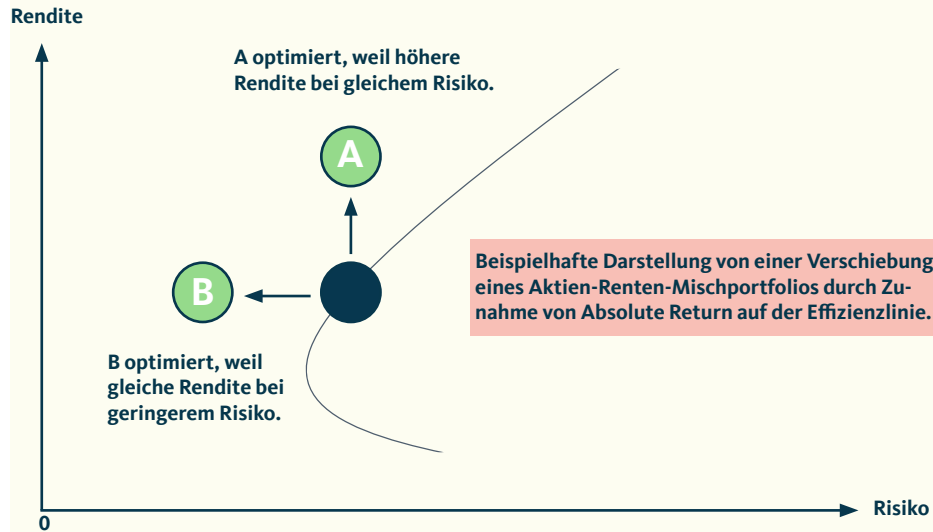 Rendite
A optimiert, weil höhere
Rendite bei gleichem Risiko.
A
B
Beispielhafte Darstellung von einer Verschiebung
eines Aktien-Renten-Mischportfolios durch Zu-
nahme von Absolute Return auf der Effizienzlinie.
B optimiert, weil
gleiche Rendite bei
geringerem Risiko.
Risiko
0